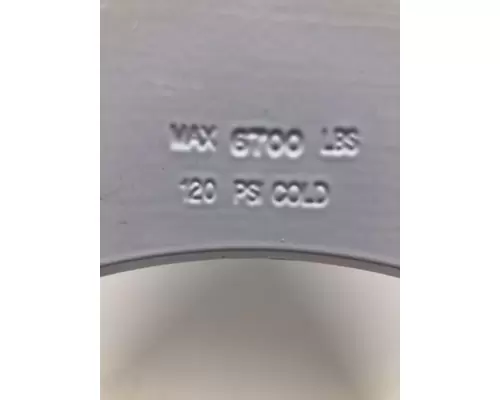 MAX 6700 LBS
120 PSI COLD